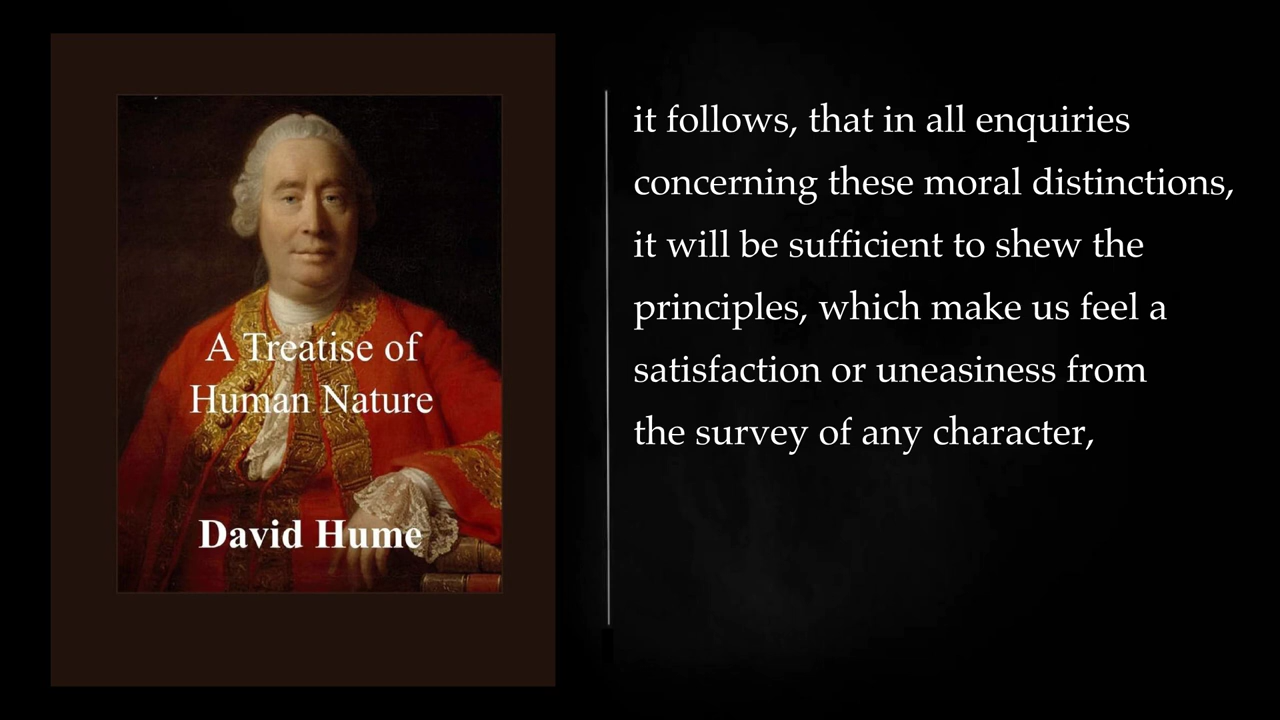 A Treatise of
Human Nature
David Hume
it follows, that in all enquiries
concerning these moral distinctions,
it will be sufficient to shew the
principles, which make us feel a
satisfaction or uneasiness from
the survey of any character,